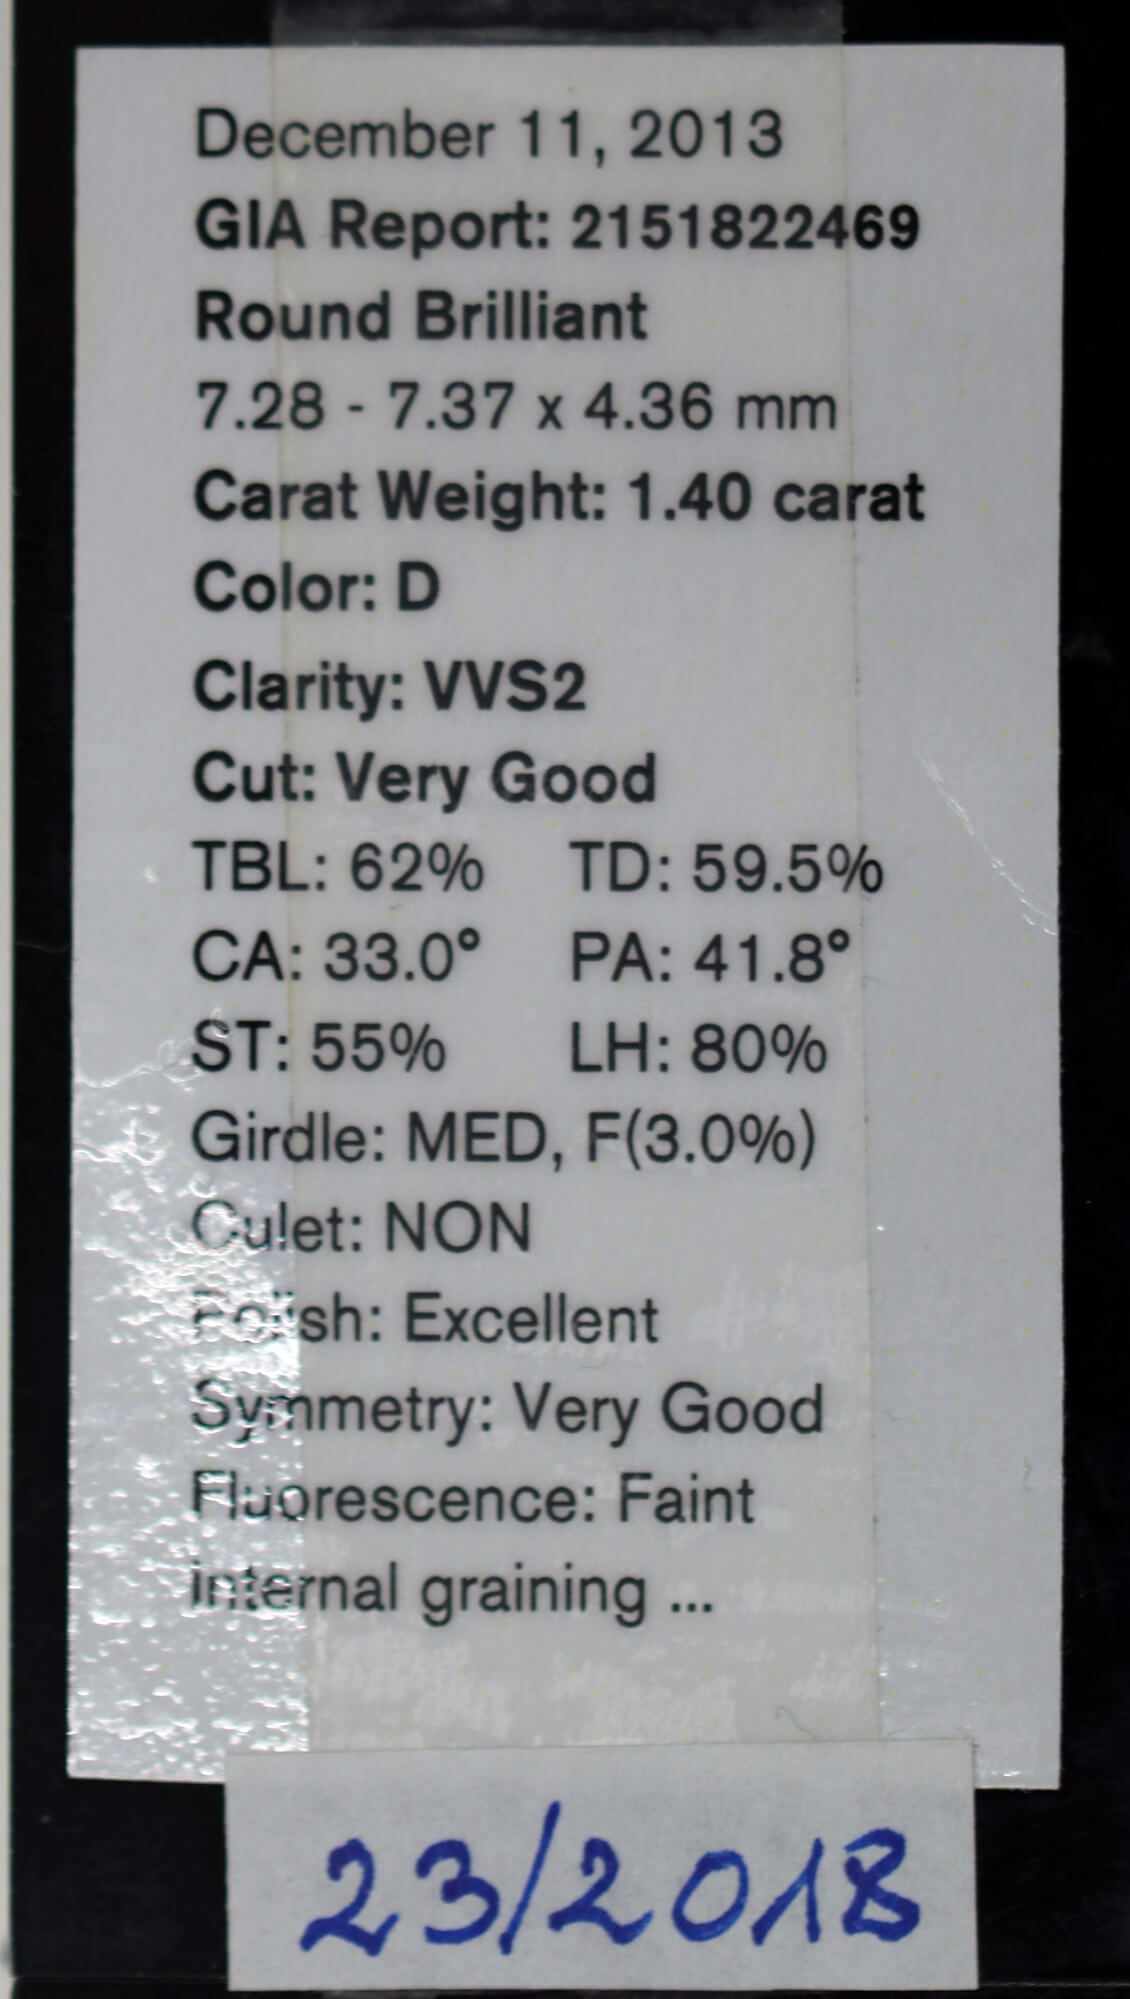 December 11, 2013
GIA Report: 2151822469
Round Brilliant
7.28 - 7.37 x 4.36 mm
Carat Weight: 1.40 carat
Color: D
Clarity: VVS2
Cut: Very Good
TBL: 62% TD: 59.5%
CA: 33.0° PA: 41.8°
ST: 55% LH: 80%
Girdle: MED, F(3.0%)
Culet: NON
Polish: Excellent
Symmetry: Very Good
Fluorescence: Faint
internal graining ...
23/2018